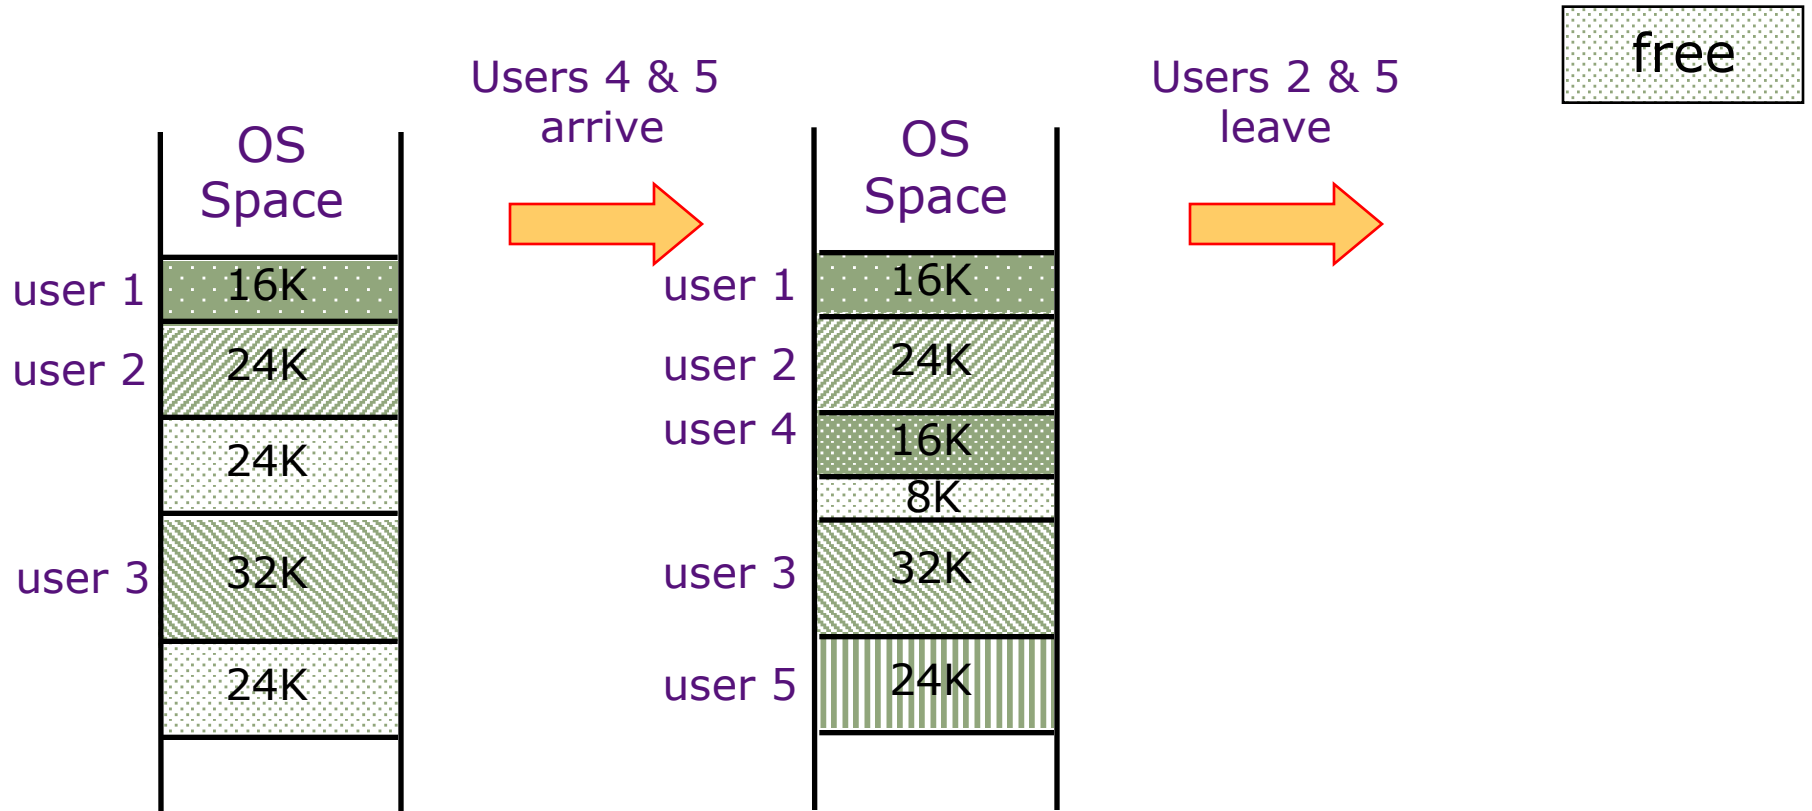 free
Users 4 & 5
arrive
Users 2 & 5
leave
OS
Space
user 1 16K
user 2 24K
24K
user 3 32K
24K
OS
Space
user 1 16K
user 2 24K
user 4 16K
8K
user 3 32K
user 5 24K